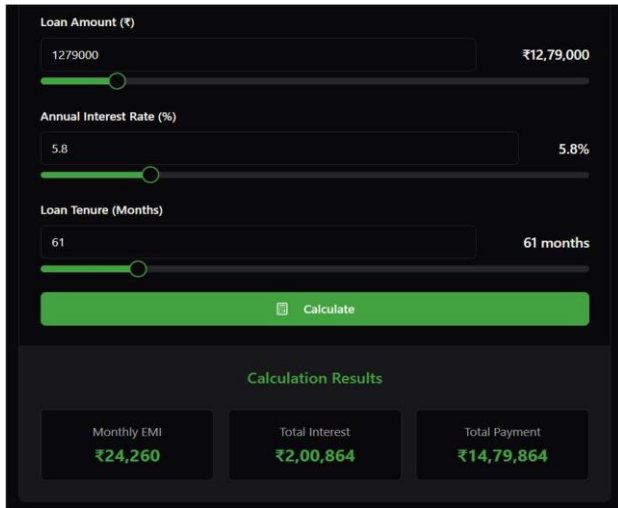 Loan Amount (₹)
1279000 ₹12,79,000
Annual Interest Rate (%)
5.8 5.8%
Loan Tenure (Months)
61 61 months
Calculate
Calculation Results
Monthly EMI Total Interest Total Payment
₹24,260 ₹2,00,864 ₹14,79,864